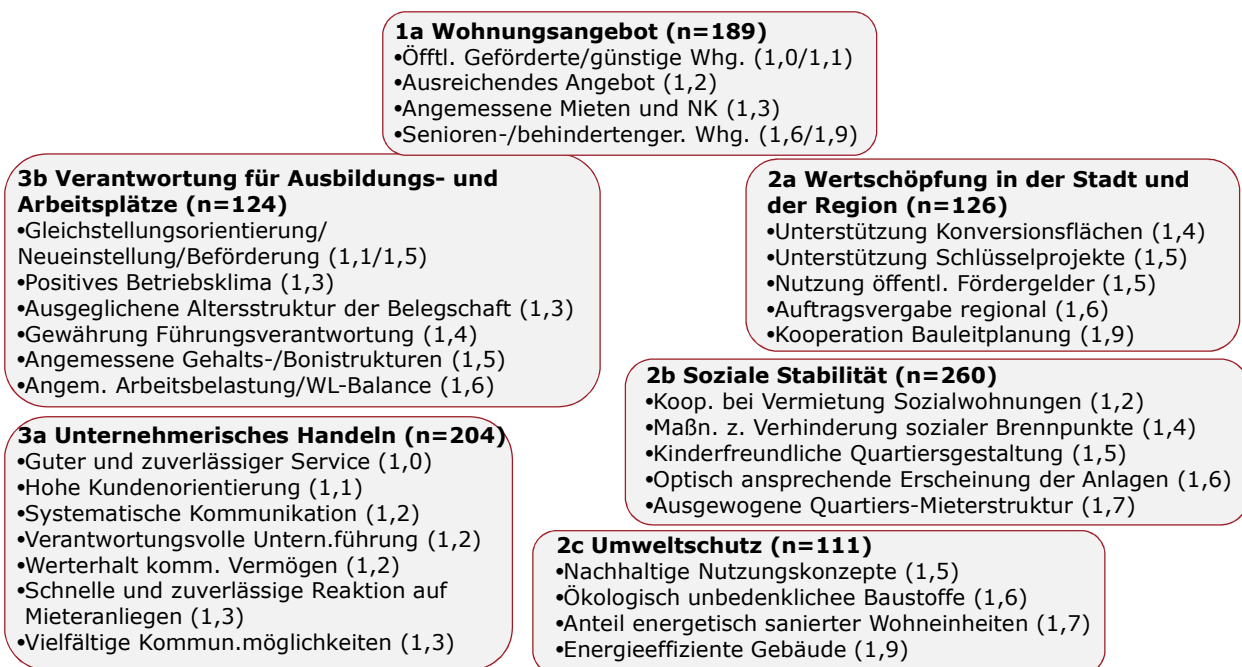 1a Wohnungsangebot (n=189)
•Öfftl. Geförderte/günstige Whg. (1,0/1,1)
•Ausreichendes Angebot (1,2)
•Angemessene Mieten und NK (1,3)
•Senioren-/behindertenger. Whg. (1,6/1,9)
3b Verantwortung für Ausbildungs- und
Arbeitsplätze (n=124)
•Gleichstellungsorientierung/
Neueinstellung/Beförderung (1,1/1,5)
•Positives Betriebsklima (1,3)
•Ausgeglichene Altersstruktur der Belegschaft (1,3)
•Gewährung Führungsverantwortung (1,4)
•Angemessene Gehalts-/Bonistrukturen (1,5)
•Angem. Arbeitsbelastung/WL-Balance (1,6)
2a Wertschöpfung in der Stadt und
der Region (n=126)
•Unterstützung Konversionsflächen (1,4)
•Unterstützung Schlüsselprojekte (1,5)
•Nutzung öffentl. Fördergelder (1,5)
•Auftragsvergabe regional (1,6)
•Kooperation Bauleitplanung (1,9)
2b Soziale Stabilität (n=260)
•Koop. bei Vermietung Sozialwohnungen (1,2)
•Maßn. z. Verhinderung sozialer Brennpunkte (1,4)
•Kinderfreundliche Quartiersgestaltung (1,5)
•Optisch ansprechende Erscheinung der Anlagen (1,6)
•Ausgewogene Quartiers-Mieterstruktur (1,7)
3a Unternehmerisches Handeln (n=204)
•Guter und zuverlässiger Service (1,0)
•Hohe Kundenorientierung (1,1)
•Systematische Kommunikation (1,2)
•Verantwortungsvolle Untern.führung (1,2)
•Werterhalt komm. Vermögen (1,2)
•Schnelle und zuverlässige Reaktion auf
Mieteranliegen (1,3)
•Vielfältige Kommun.möglichkeiten (1,3)
2c Umweltschutz (n=111)
•Nachhaltige Nutzungskonzepte (1,5)
•Ökologisch unbedenklichee Baustoffe (1,6)
•Anteil energetisch sanierter Wohneinheiten (1,7)
•Energieeffiziente Gebäude (1,9)